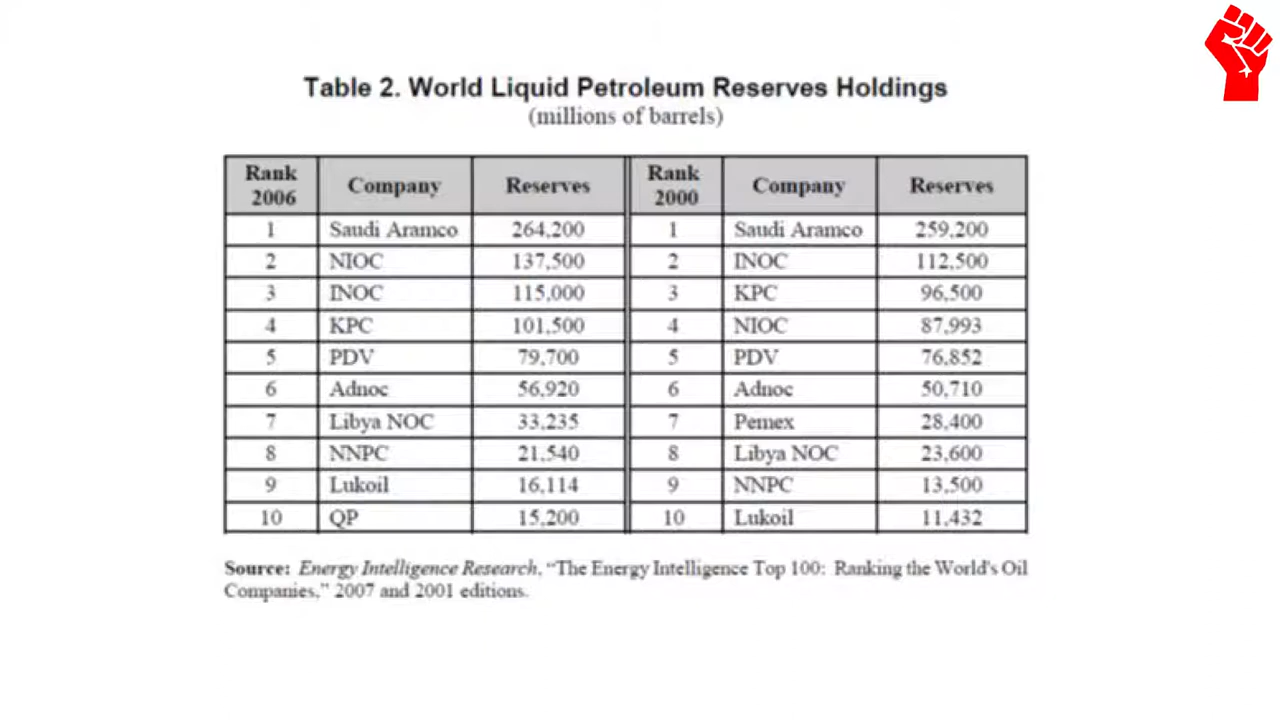 Table 2. World Liquid Petroleum Reserves Holdings
(millions of barrels)
Rank 2006 Company Reserves Rank 2000 Company Reserves
1 Saudi Aramco 264,200 1 Saudi Aramco 259,200
2 NIOC 137,500 2 INOC 112,500
3 INOC 115,000 3 KPC 96,500
4 KPC 101,500 4 NIOC 87,993
5 PDV 79,700 5 PDV 76,852
6 Adnoc 56,920 6 Adnoc 50,710
7 Libya NOC 33,235 7 Pemex 28,400
8 NNPC 21,540 8 Libya NOC 23,600
9 Lukoil 16,114 9 NNPC 13,500
10 QP 15,200 10 Lukoil 11,432
Source: Energy Intelligence Research, “The Energy Intelligence Top 100: Ranking the World's Oil
Companies,” 2007 and 2001 editions.